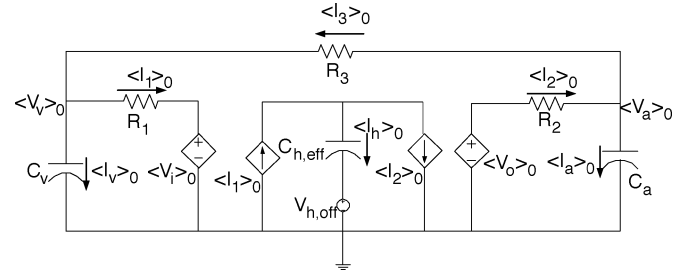 <I₃>₀
R₃
<I₁>₀
<I₂>₀
<Vᵥ>₀
R₁
R₂
<Vₐ>₀
+
−
<Iₕ>₀
+
−
Cₕ,eff
Cᵥ
<Iᵥ>₀
<Vᵢ>₀
<I₁>₀
<I₂>₀
<Vₒ>₀
<Iₐ>₀
Cₐ
Vₕ,off